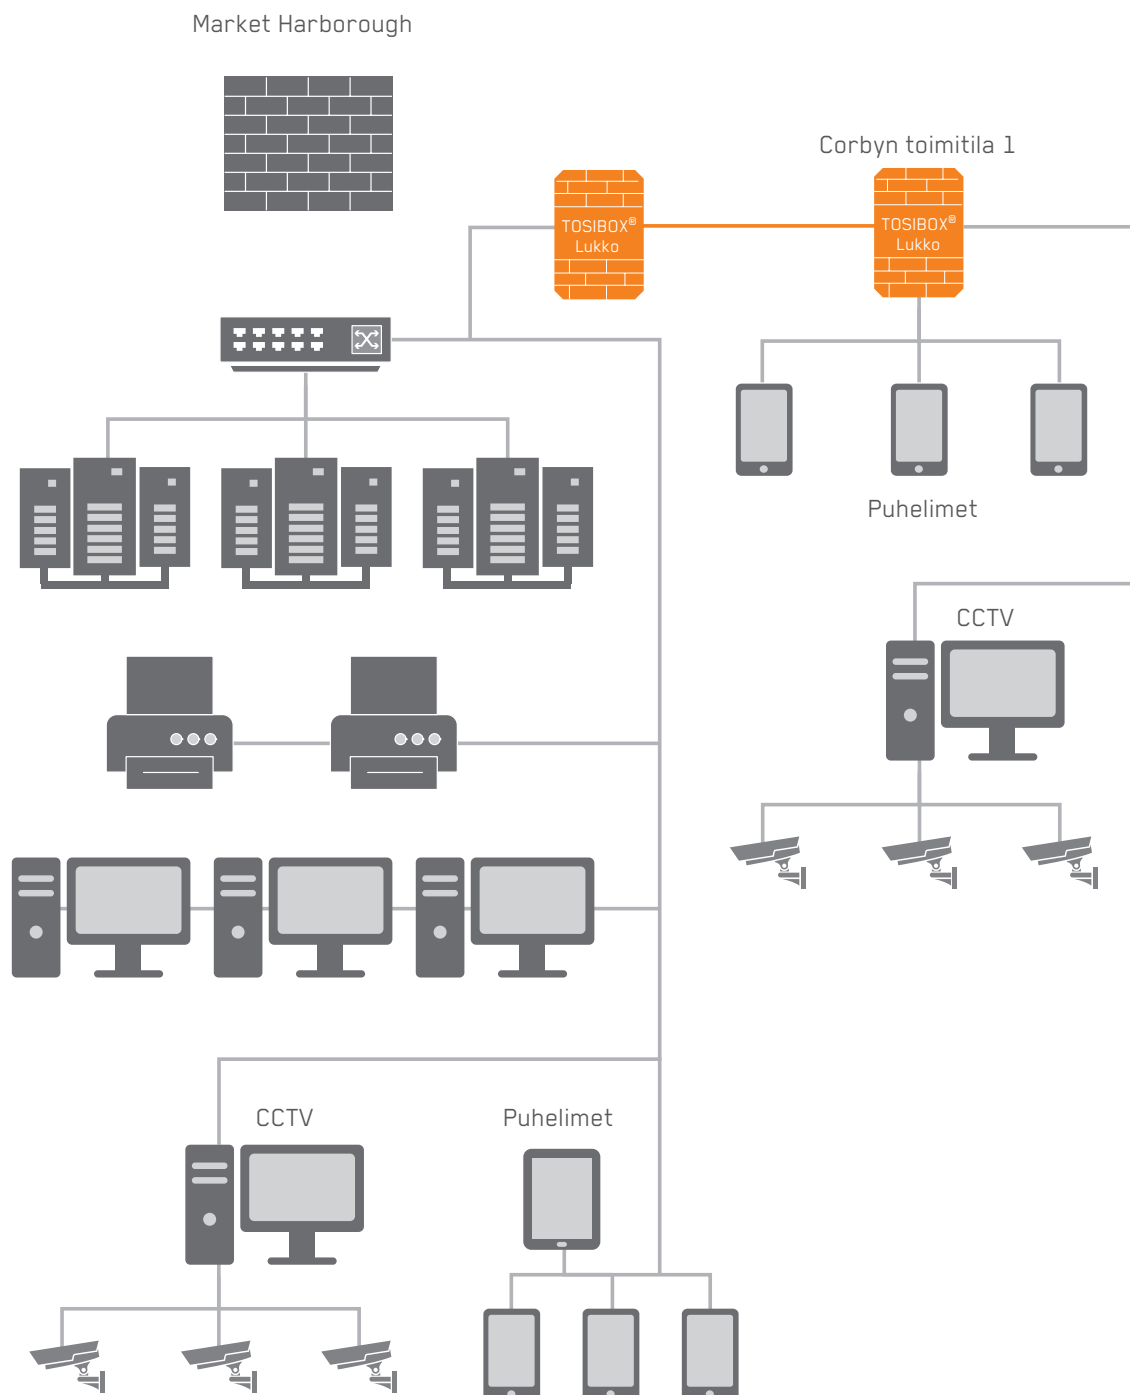 Market Harborough
Corbyn toimitila 1
TOSIBOX®
Lukko
TOSIBOX®
Lukko
Puhelimet
CCTV
CCTV
Puhelimet